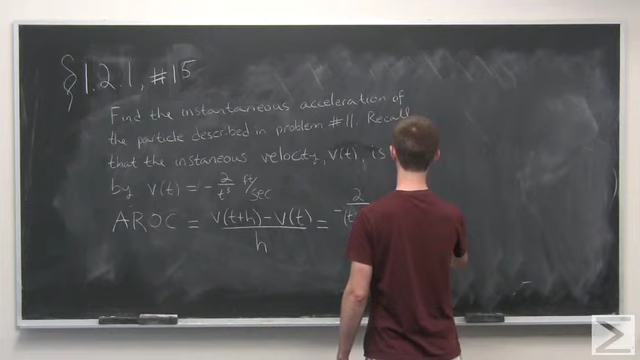 §1.2.1, #15
Find the instantaneous acceleration of
the particle described in problem #11. Recall
that the instaneous velocity, v(t), is
by v(t) = -2/t³ ft/sec
AROC = (v(t+h) - v(t))/h = -2/(t
Σ